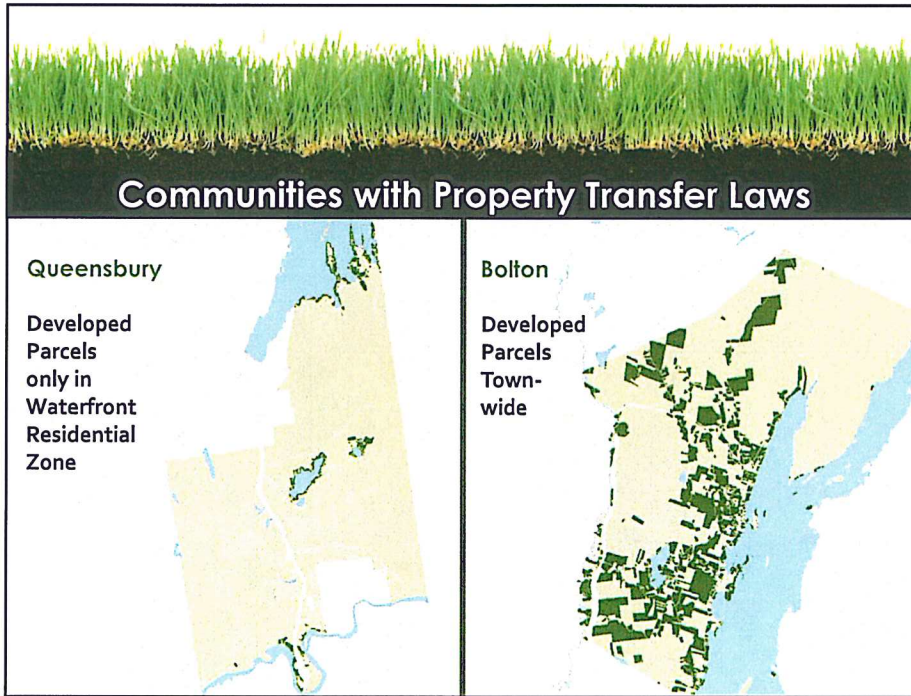 Communities with Property Transfer Laws
Queensbury
Developed
Parcels
only in
Waterfront
Residential
Zone
Bolton
Developed
Parcels
Town-
wide